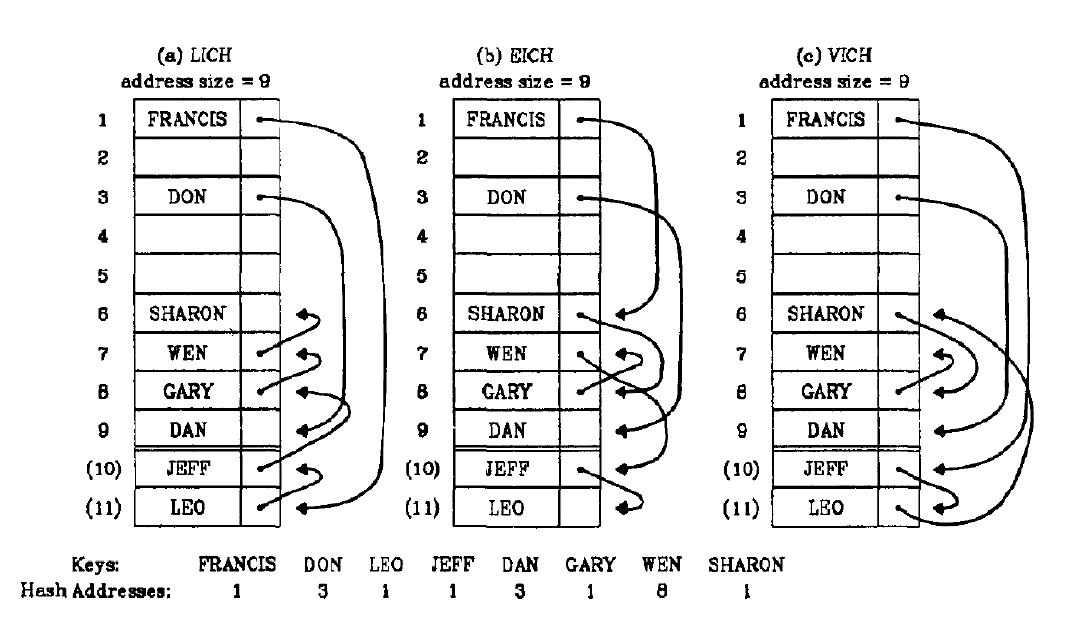 (a) LICH (b) EICH (c) VICH
address size = 9 address size = 9 address size = 9
1 FRANCIS 1 FRANCIS 1 FRANCIS
2 2 2
3 DON 3 DON 3 DON
4 4 4
5 5 5
6 SHARON 6 SHARON 6 SHARON
7 WEN 7 WEN 7 WEN
8 GARY 8 GARY 8 GARY
9 DAN 9 DAN 9 DAN
(10) JEFF (10) JEFF (10) JEFF
(11) LEO (11) LEO (11) LEO
Keys: FRANCIS DON LEO JEFF DAN GARY WEN SHARON
Hash Addresses: 1 3 1 1 3 1 8 1